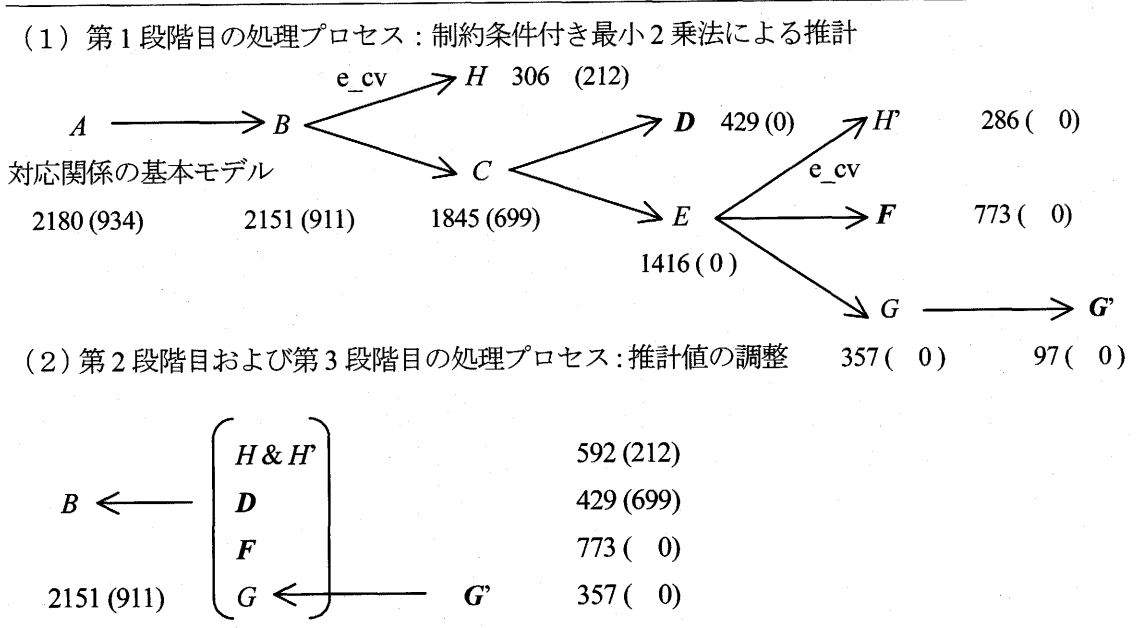 (1) 第1段階目の処理プロセス：制約条件付き最小2乗法による推計
e_cv H 306 (212)
A B D 429 (0) H' 286 ( 0)
対応関係の基本モデル C e_cv
2180 (934) 2151 (911) 1845 (699) E F 773 ( 0)
1416 ( 0 )
G G'
(2) 第2段階目および第3段階目の処理プロセス：推計値の調整 357 ( 0) 97 ( 0)
H & H' 592 (212)
B D 429 (699)
F 773 ( 0)
2151 (911) G G' 357 ( 0)